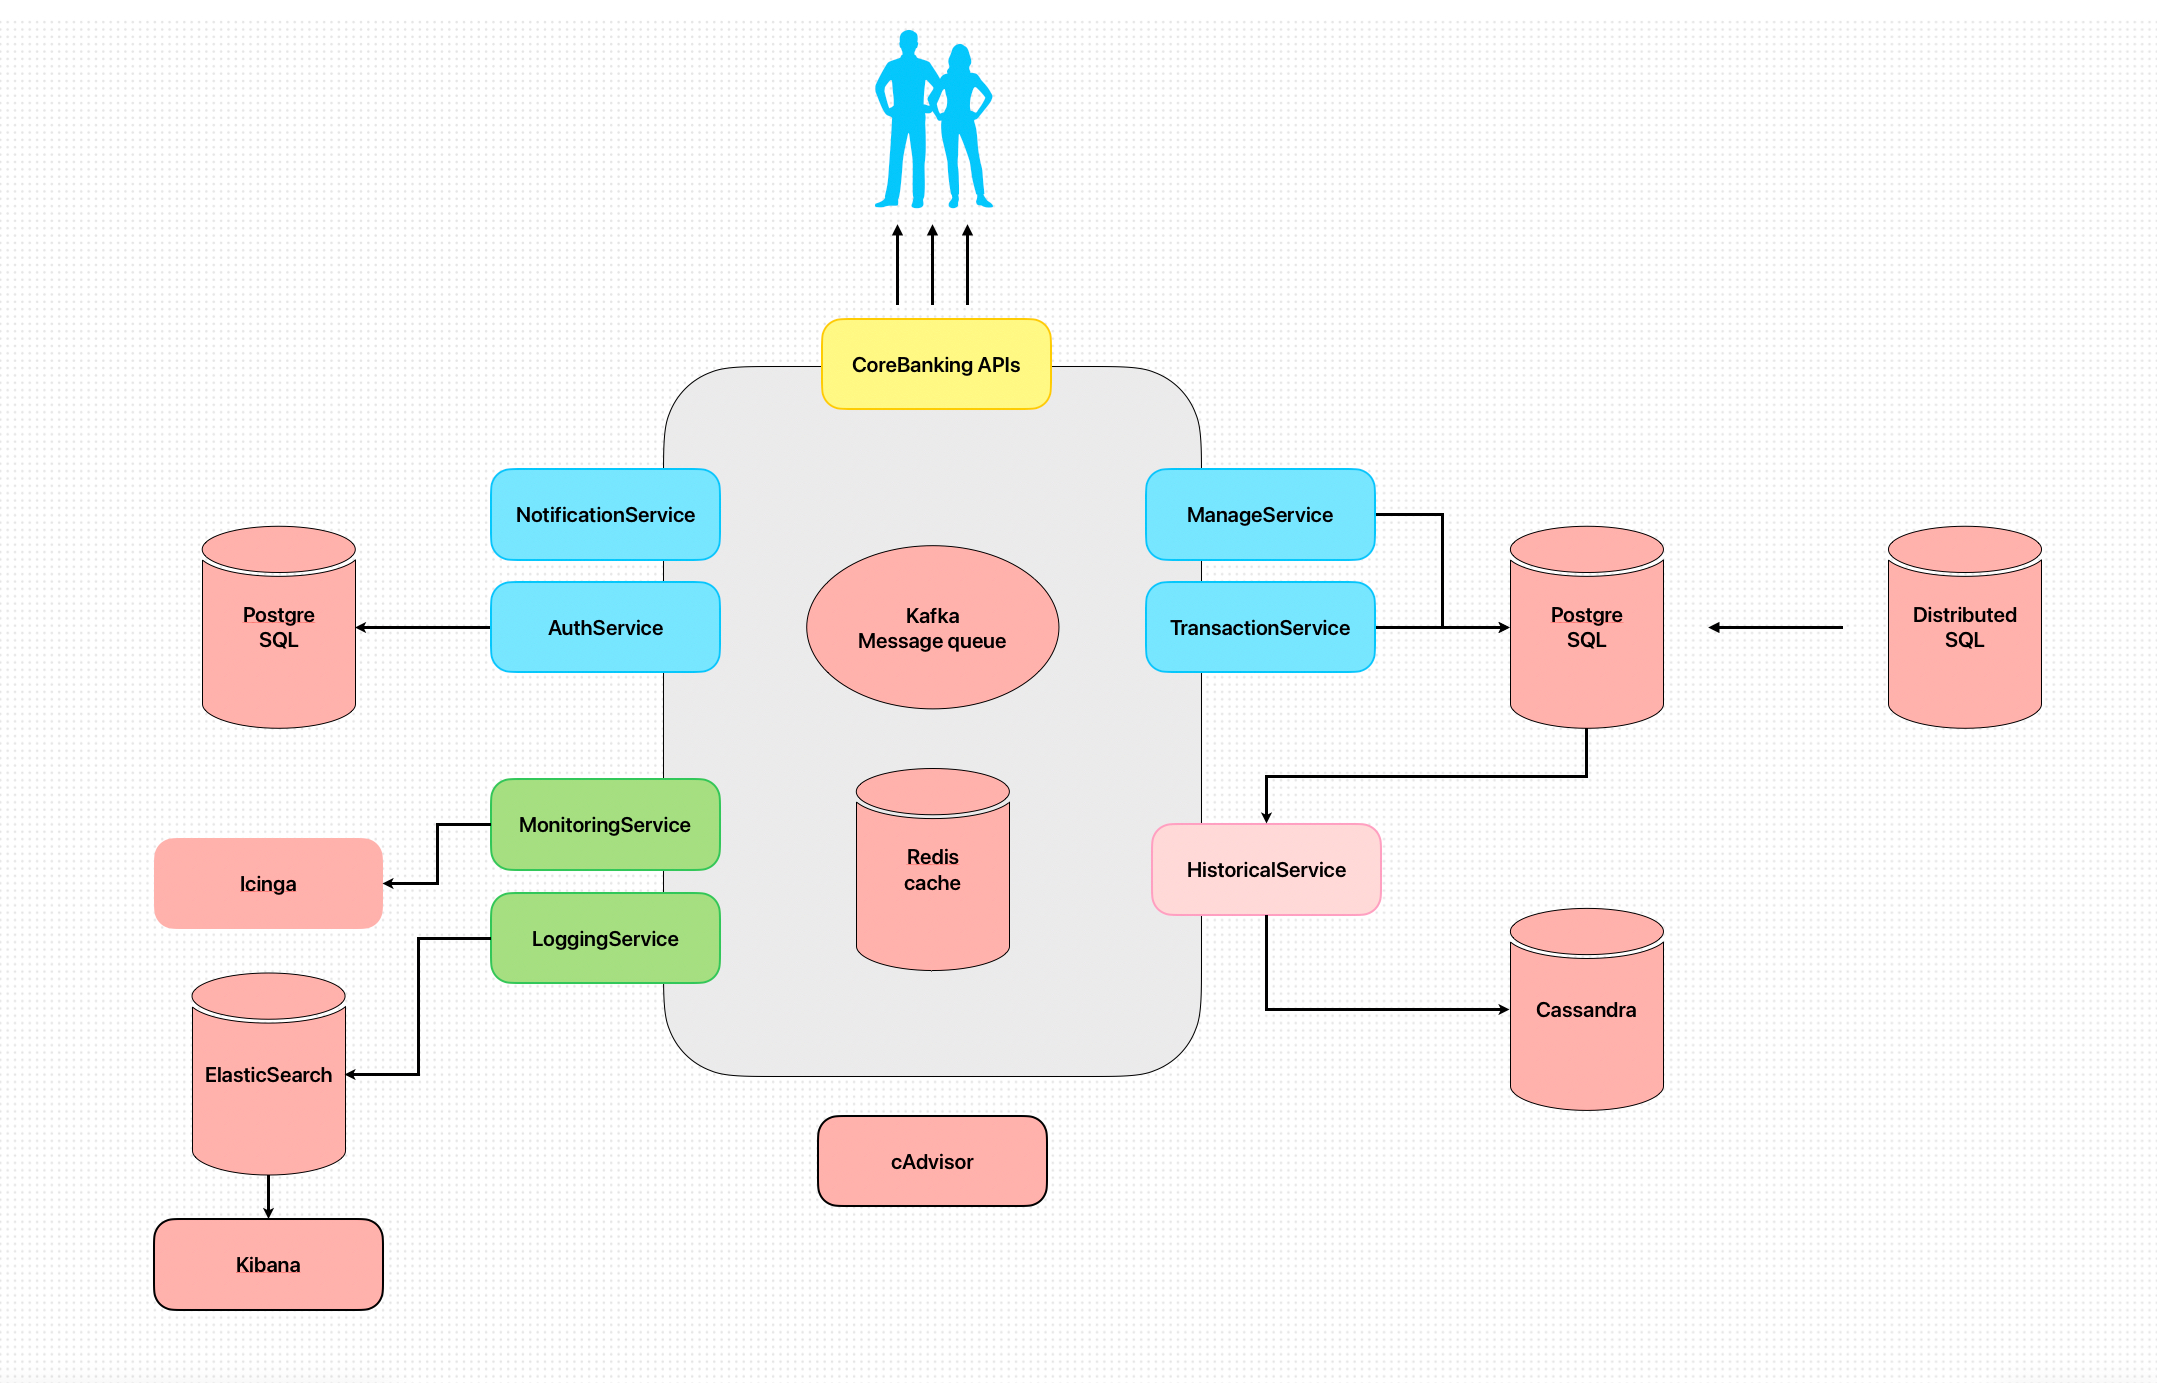 CoreBanking APIs
NotificationService
ManageService
Postgre
SQL
AuthService
Kafka
Message queue
TransactionService
Postgre
SQL
Distributed
SQL
MonitoringService
Icinga
Redis
cache
HistoricalService
LoggingService
Cassandra
ElasticSearch
cAdvisor
Kibana